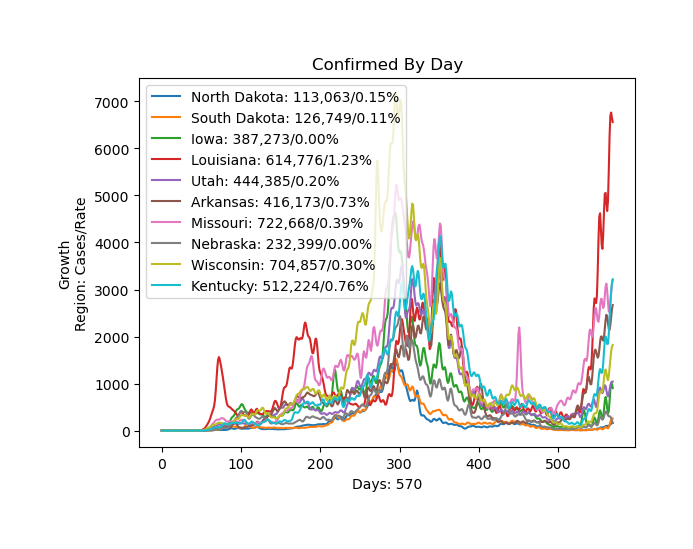 Confirmed By Day
Growth
Region: Cases/Rate
7000
6000
5000
4000
3000
2000
1000
0
North Dakota: 113,063/0.15%
South Dakota: 126,749/0.11%
Iowa: 387,273/0.00%
Louisiana: 614,776/1.23%
Utah: 444,385/0.20%
Arkansas: 416,173/0.73%
Missouri: 722,668/0.39%
Nebraska: 232,399/0.00%
Wisconsin: 704,857/0.30%
Kentucky: 512,224/0.76%
0 100 200 300 400 500
Days: 570